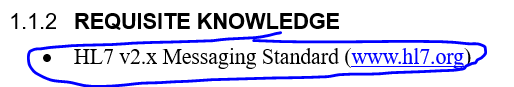 1.1.2 REQUISITE KNOWLEDGE
• HL7 v2.x Messaging Standard (www.hl7.org)